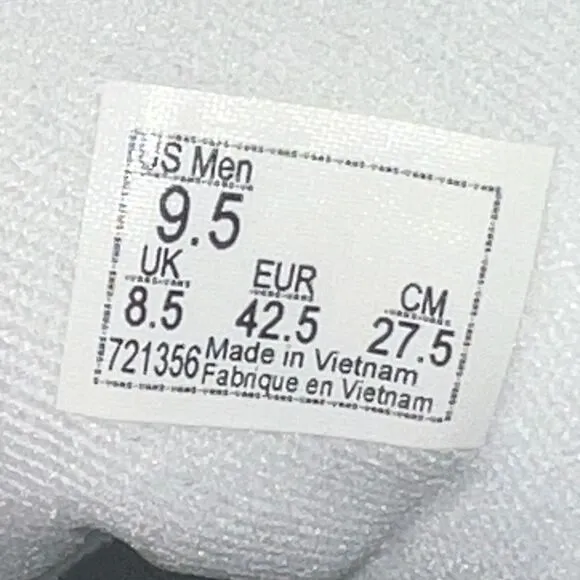 US Men
9.5
UK EUR CM
8.5 42.5 27.5
721356 Made in Vietnam
Fabrique en Vietnam